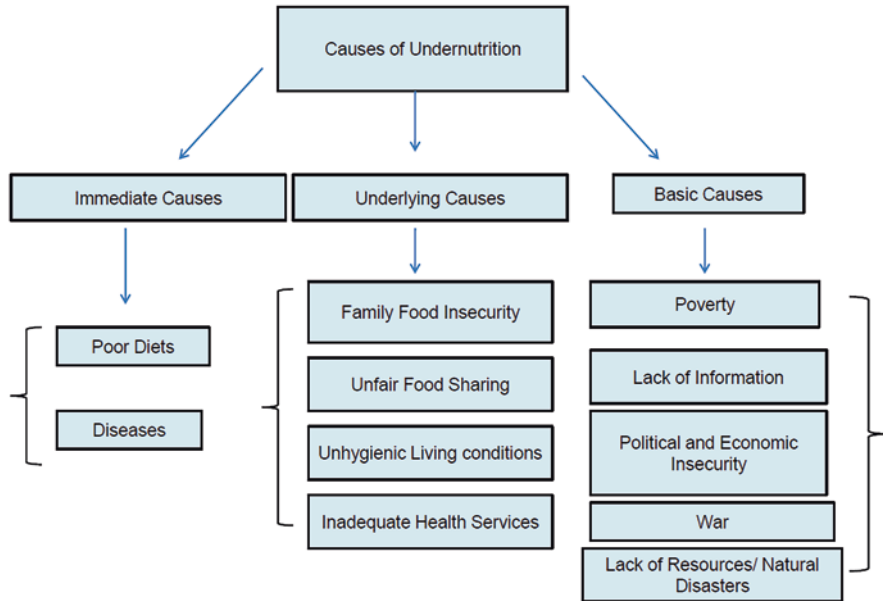 Causes of Undernutrition
Immediate Causes
Underlying Causes
Basic Causes
Poor Diets
Diseases
Family Food Insecurity
Unfair Food Sharing
Unhygienic Living conditions
Inadequate Health Services
Poverty
Lack of Information
Political and Economic
Insecurity
War
Lack of Resources/ Natural
Disasters